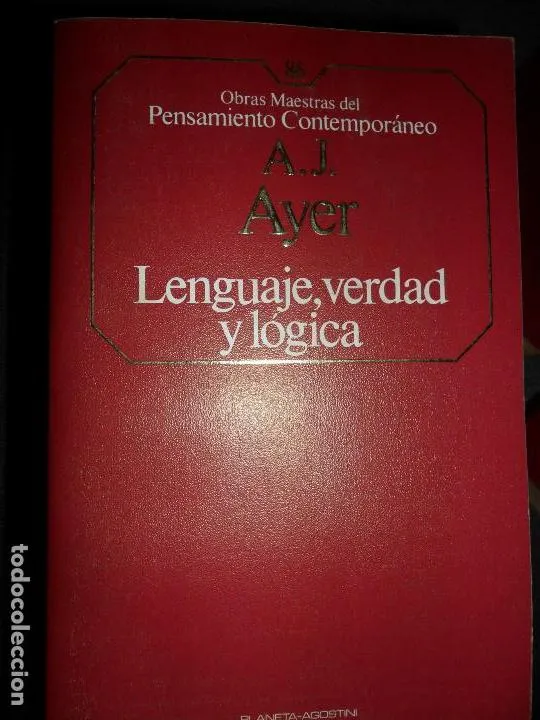 Obras Maestras del
Pensamiento Contemporáneo
A.J.
Ayer
Lenguaje, verdad
y lógica
PLANETA-AGOSTINI
todocoleccion